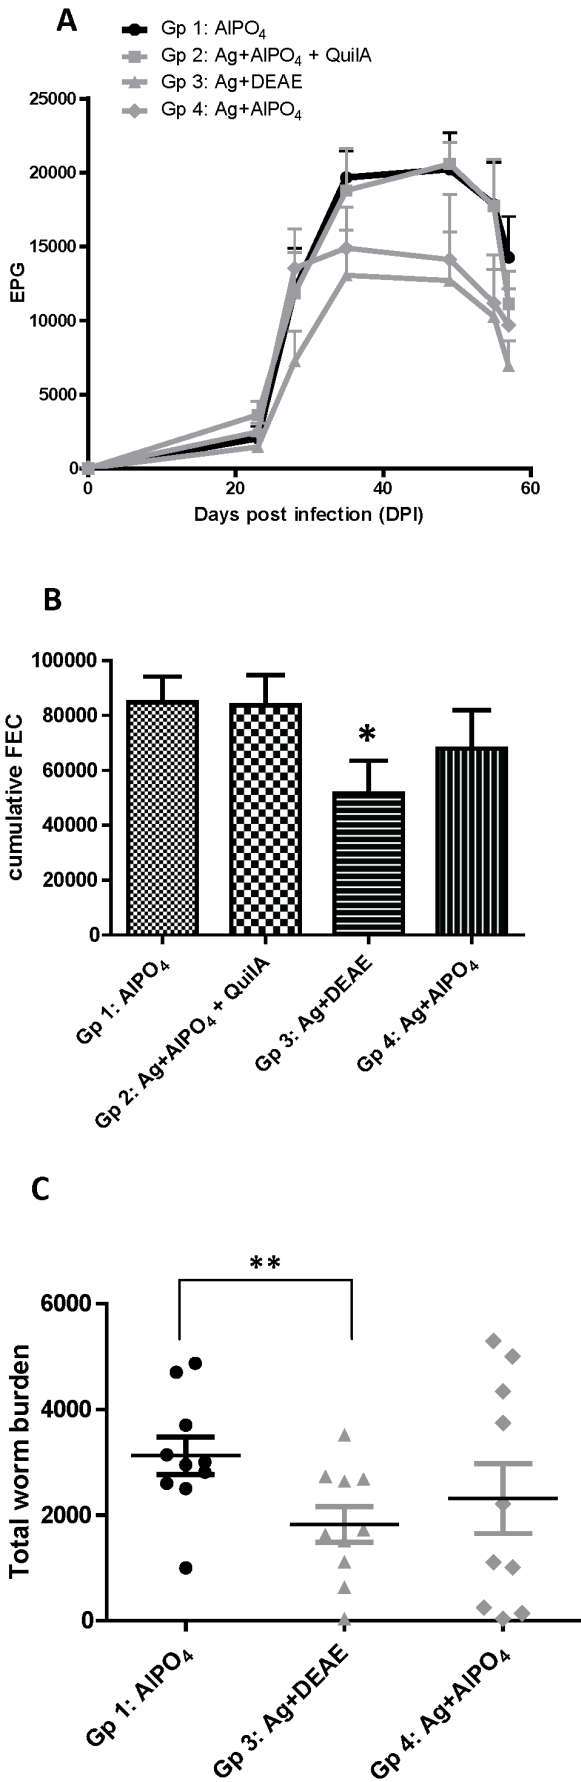 A
Gp 1: AlPO4
Gp 2: Ag+AlPO4 + QuilA
Gp 3: Ag+DEAE
Gp 4: Ag+AlPO4
25000
20000
15000
10000
5000
0
EPG
0 20 40 60
Days post infection (DPI)
B
100000
80000
60000
40000
20000
0
cumulative FEC
*
Gp 1: AlPO4
Gp 2: Ag+AlPO4 + QuilA
Gp 3: Ag+DEAE
Gp 4: Ag+AlPO4
C
**
6000
4000
2000
0
Total worm burden
Gp 1: AlPO4
Gp 3: Ag+DEAE
Gp 4: Ag+AlPO4